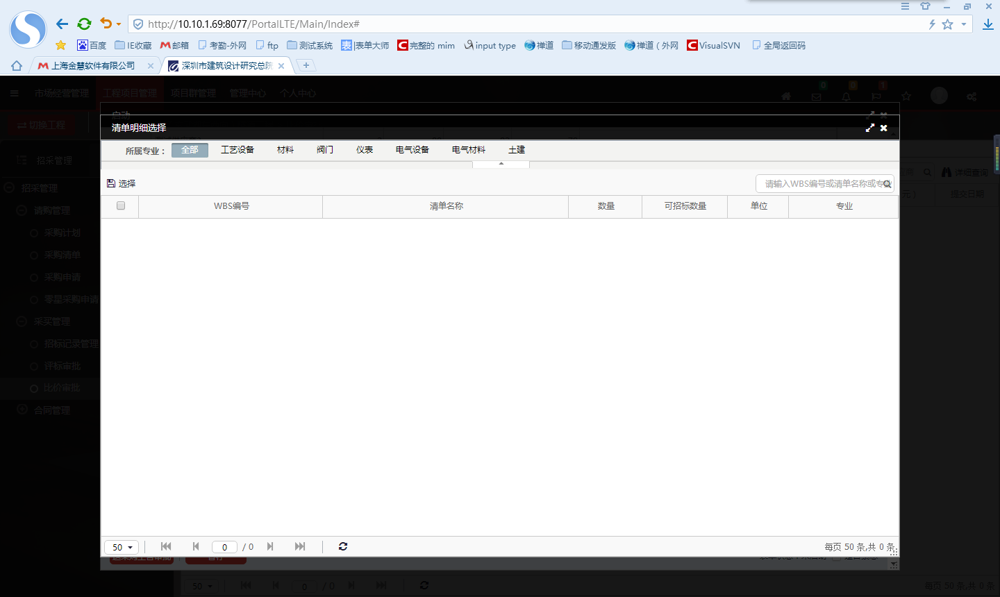 http://10.10.1.69:8077/PortalLTE/Main/Index#
百度 IE收藏 邮箱 考勤-外网 ftp 测试系统 表|表单大师 完整的 mim input type 禅道 移动通发版 禅道(外网 VisualSVN 全局返回码
上海金慧软件有限公司 深圳市建筑设计研究总院
市场经营管理 工程项目管理 项目群管理 管理中心 个人中心 0 0 1
启动
切换工程
清单明细选择
所属专业: 全部 工艺设备 材料 阀门 仪表 电气设备 电气材料 土建
招采管理
详细查询
选择 请输入WBS编号或清单名称或专业
招采管理
元) 提交日期
WBS编号 清单名称 数量 可招标数量 单位 专业
请购管理
采购计划
采购清单
采购申请
零星采购申请
采买管理
招标记录管理
评标审批
比价审批
合同管理
50 0 / 0 每页 50 条,共 0 条
50 0 / 0 每页 50 条,共 0 条